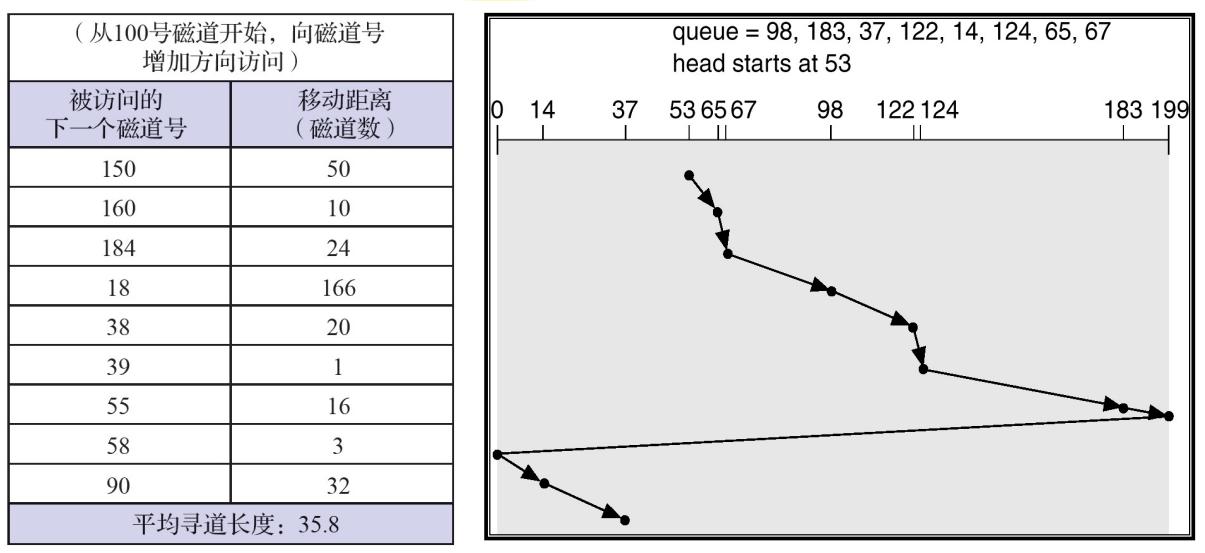 （从100号磁道开始，向磁道号
增加方向访问）
被访问的
下一个磁道号
移动距离
（磁道数）
150 50
160 10
184 24
18 166
38 20
39 1
55 16
58 3
90 32
平均寻道长度：35.8
queue = 98, 183, 37, 122, 14, 124, 65, 67
head starts at 53
0 14 37 53 65 67 98 122 124 183 199